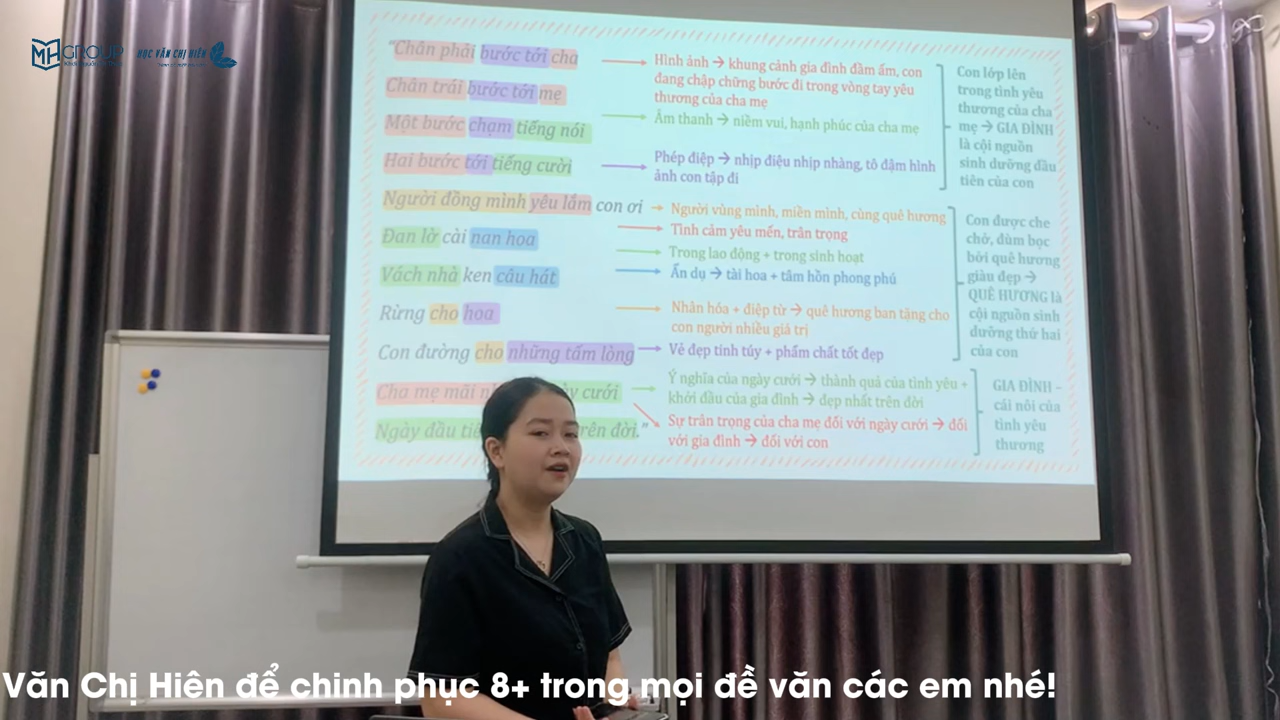 MH GROUP
HỌC VĂN CHỊ HIÊN
"Chân phải bước tới cha
Chân trái bước tới mẹ
Một bước chạm tiếng nói
Hai bước tới tiếng cười
Người đồng mình yêu lắm con ơi
Đan lờ cài nan hoa
Vách nhà ken câu hát
Rừng cho hoa
Con đường cho những tấm lòng
Cha mẹ mãi cưới
Ngày đầu trên đời."
Hình ảnh → khung cảnh gia đình đầm ấm, con
đang chập chững bước đi trong vòng tay yêu
thương của cha mẹ
Âm thanh → niềm vui, hạnh phúc của cha mẹ
Phép điệp → nhịp điệu nhịp nhàng, tô đậm hình
ảnh con tập đi
Người vùng mình, miền mình, cùng quê hương
Tình cảm yêu mến, trân trọng
Trong lao động + trong sinh hoạt
Ẩn dụ → tài hoa + tâm hồn phong phú
Nhân hóa + điệp từ → quê hương ban tặng cho
con người nhiều giá trị
Vẻ đẹp tinh túy + phẩm chất tốt đẹp
Ý nghĩa của ngày cưới → thành quả của tình yêu +
khởi đầu của gia đình → đẹp nhất trên đời
Sự trân trọng của cha mẹ đối với ngày cưới → đối
với gia đình → đối với con
Con lớp lên
trong tình yêu
thương của cha
mẹ → GIA ĐÌNH
là cội nguồn
sinh dưỡng đầu
tiên của con
Con được che
chở, đùm bọc
bởi quê hương
giàu đẹp →
QUÊ HƯƠNG là
cội nguồn sinh
dưỡng thứ hai
của con
GIA ĐÌNH –
cái nôi của
tình yêu
thương
Văn Chị Hiên để chinh phục 8+ trong mọi đề văn các em nhé!